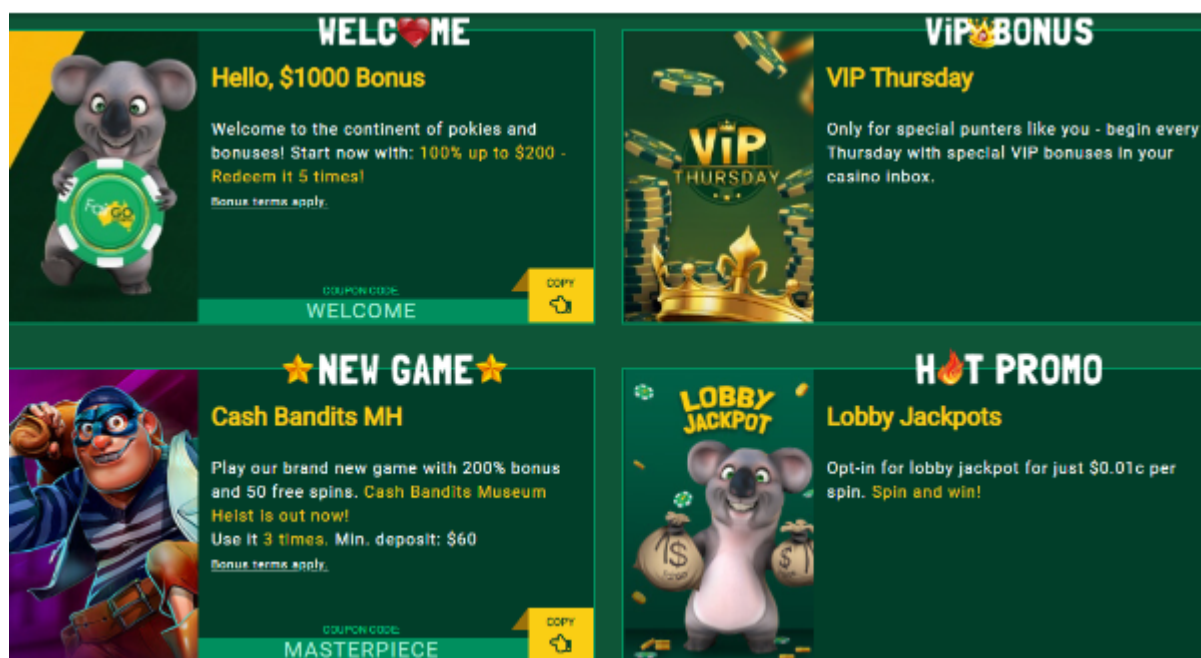 WELCOME
Hello, $1000 Bonus
Welcome to the continent of pokies and
bonuses! Start now with: 100% up to $200 -
Redeem it 5 times!
Bonus terms apply.
Fair
GO
COUPON CODE:
WELCOME
COPY
ViP BONUS
VIP Thursday
Only for special punters like you - begin every
Thursday with special VIP bonuses in your
casino inbox.
ViP
THURSDAY
NEW GAME
Cash Bandits MH
Play our brand new game with 200% bonus
and 50 free spins. Cash Bandits Museum
Heist is out now!
Use it 3 times. Min. deposit: $60
Bonus terms apply.
COUPON CODE:
MASTERPIECE
COPY
HOT PROMO
Lobby Jackpots
Opt-in for lobby jackpot for just $0.01c per
spin. Spin and win!
LOBBY
JACKPOT
1$
$1